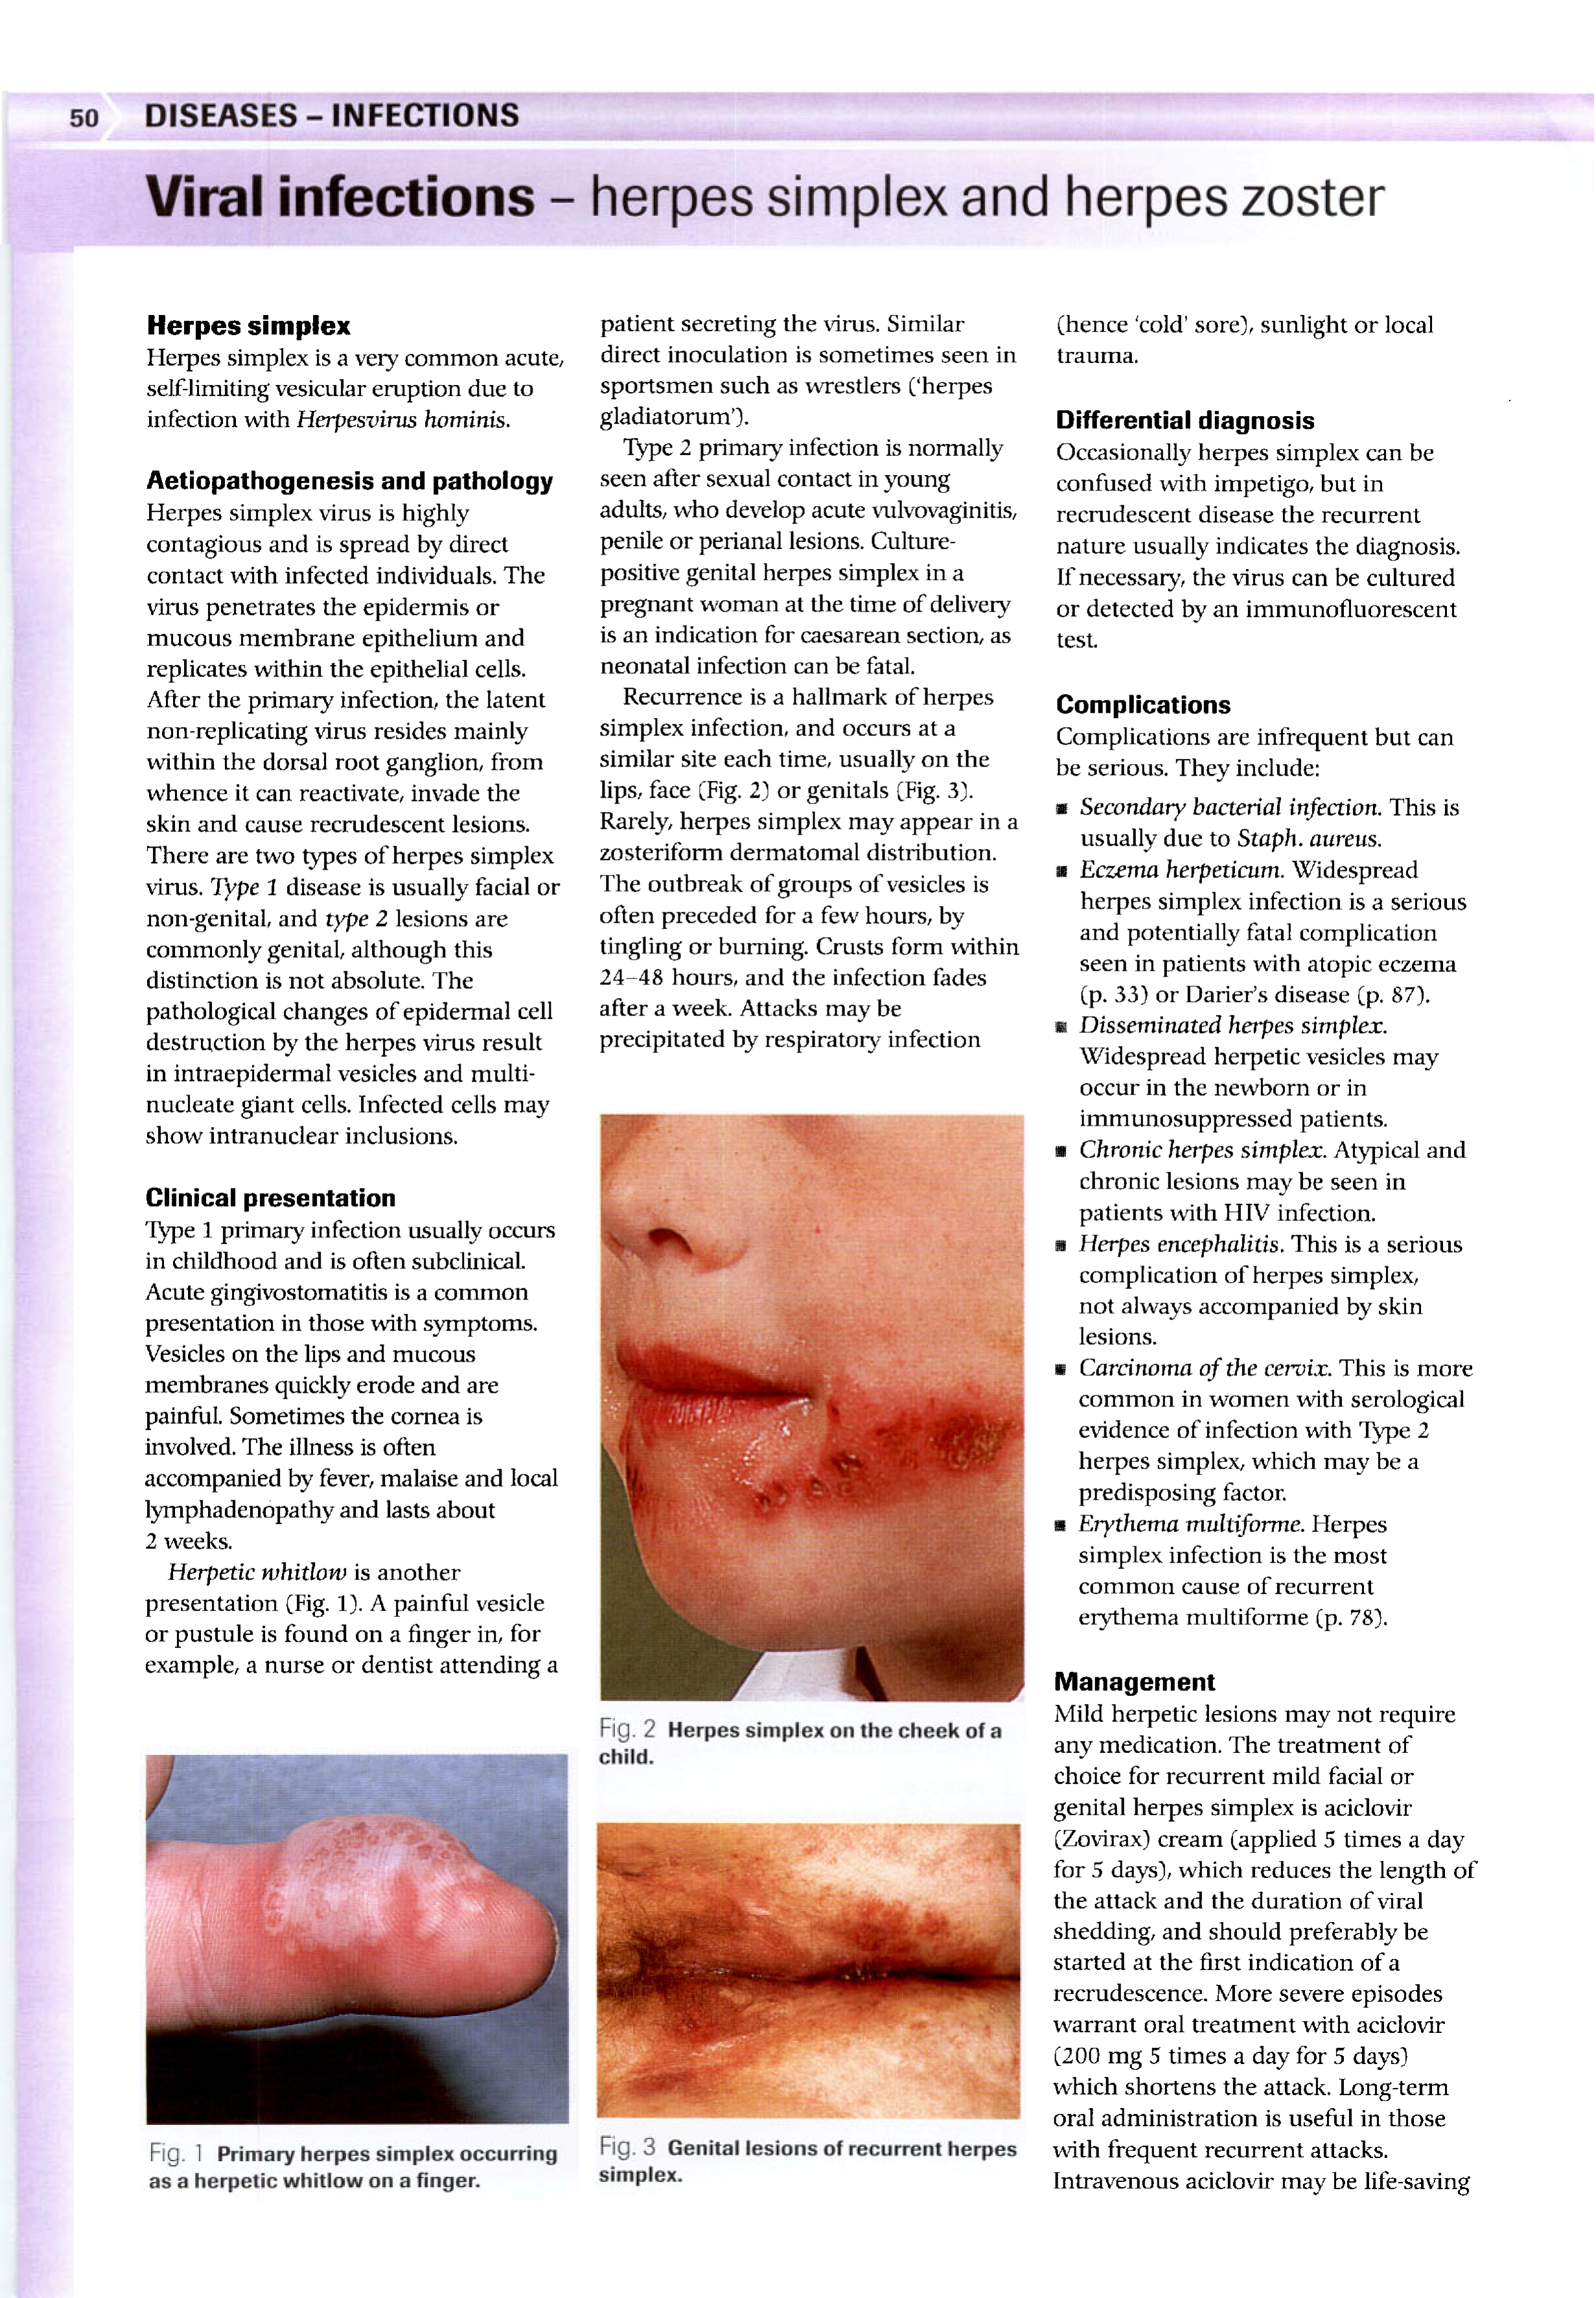 50
DISEASES – INFECTIONS
Viral infections – herpes simplex and herpes zoster
Herpes simplex
Herpes simplex is a very common acute,
self-limiting vesicular eruption due to
infection with Herpesvirus hominis.
Aetiopathogenesis and pathology
Herpes simplex virus is highly
contagious and is spread by direct
contact with infected individuals. The
virus penetrates the epidermis or
mucous membrane epithelium and
replicates within the epithelial cells.
After the primary infection, the latent
non-replicating virus resides mainly
within the dorsal root ganglion, from
whence it can reactivate, invade the
skin and cause recrudescent lesions.
There are two types of herpes simplex
virus. Type 1 disease is usually facial or
non-genital, and type 2 lesions are
commonly genital, although this
distinction is not absolute. The
pathological changes of epidermal cell
destruction by the herpes virus result
in intraepidermal vesicles and multi-
nucleate giant cells. Infected cells may
show intranuclear inclusions.
Clinical presentation
Type 1 primary infection usually occurs
in childhood and is often subclinical.
Acute gingivostomatitis is a common
presentation in those with symptoms.
Vesicles on the lips and mucous
membranes quickly erode and are
painful. Sometimes the cornea is
involved. The illness is often
accompanied by fever, malaise and local
lymphadenopathy and lasts about
2 weeks.
Herpetic whitlow is another
presentation (Fig. 1). A painful vesicle
or pustule is found on a finger in, for
example, a nurse or dentist attending a
Fig. 1 Primary herpes simplex occurring
as a herpetic whitlow on a finger.
patient secreting the virus. Similar
direct inoculation is sometimes seen in
sportsmen such as wrestlers (‘herpes
gladiatorum’).
Type 2 primary infection is normally
seen after sexual contact in young
adults, who develop acute vulvovaginitis,
penile or perianal lesions. Culture-
positive genital herpes simplex in a
pregnant woman at the time of delivery
is an indication for caesarean section, as
neonatal infection can be fatal.
Recurrence is a hallmark of herpes
simplex infection, and occurs at a
similar site each time, usually on the
lips, face (Fig. 2) or genitals (Fig. 3).
Rarely, herpes simplex may appear in a
zosteriform dermatomal distribution.
The outbreak of groups of vesicles is
often preceded for a few hours, by
tingling or burning. Crusts form within
24–48 hours, and the infection fades
after a week. Attacks may be
precipitated by respiratory infection
Fig. 2 Herpes simplex on the cheek of a
child.
Fig. 3 Genital lesions of recurrent herpes
simplex.
(hence ‘cold’ sore), sunlight or local
trauma.
Differential diagnosis
Occasionally herpes simplex can be
confused with impetigo, but in
recrudescent disease the recurrent
nature usually indicates the diagnosis.
If necessary, the virus can be cultured
or detected by an immunofluorescent
test.
Complications
Complications are infrequent but can
be serious. They include:
■ Secondary bacterial infection. This is
usually due to Staph. aureus.
■ Eczema herpeticum. Widespread
herpes simplex infection is a serious
and potentially fatal complication
seen in patients with atopic eczema
(p. 33) or Darier’s disease (p. 87).
■ Disseminated herpes simplex.
Widespread herpetic vesicles may
occur in the newborn or in
immunosuppressed patients.
■ Chronic herpes simplex. Atypical and
chronic lesions may be seen in
patients with HIV infection.
■ Herpes encephalitis. This is a serious
complication of herpes simplex,
not always accompanied by skin
lesions.
■ Carcinoma of the cervix. This is more
common in women with serological
evidence of infection with Type 2
herpes simplex, which may be a
predisposing factor.
■ Erythema multiforme. Herpes
simplex infection is the most
common cause of recurrent
erythema multiforme (p. 78).
Management
Mild herpetic lesions may not require
any medication. The treatment of
choice for recurrent mild facial or
genital herpes simplex is aciclovir
(Zovirax) cream (applied 5 times a day
for 5 days), which reduces the length of
the attack and the duration of viral
shedding, and should preferably be
started at the first indication of a
recrudescence. More severe episodes
warrant oral treatment with aciclovir
(200 mg 5 times a day for 5 days)
which shortens the attack. Long-term
oral administration is useful in those
with frequent recurrent attacks.
Intravenous aciclovir may be life-saving